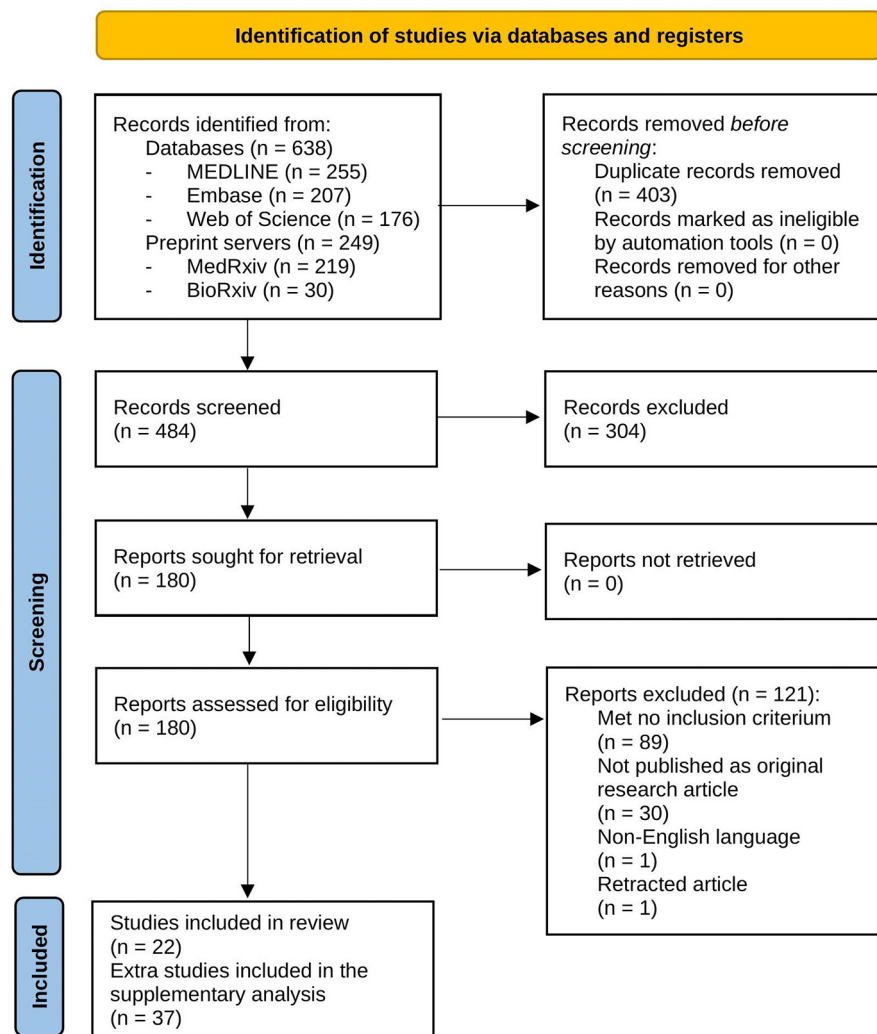 Identification of studies via databases and registers
Identification
Records identified from:
Databases (n = 638)
- MEDLINE (n = 255)
- Embase (n = 207)
- Web of Science (n = 176)
Preprint servers (n = 249)
- MedRxiv (n = 219)
- BioRxiv (n = 30)
Records removed before
screening:
Duplicate records removed
(n = 403)
Records marked as ineligible
by automation tools (n = 0)
Records removed for other
reasons (n = 0)
Screening
Records screened
(n = 484)
Records excluded
(n = 304)
Reports sought for retrieval
(n = 180)
Reports not retrieved
(n = 0)
Reports assessed for eligibility
(n = 180)
Reports excluded (n = 121):
Met no inclusion criterium
(n = 89)
Not published as original
research article
(n = 30)
Non-English language
(n = 1)
Retracted article
(n = 1)
Included
Studies included in review
(n = 22)
Extra studies included in the
supplementary analysis
(n = 37)